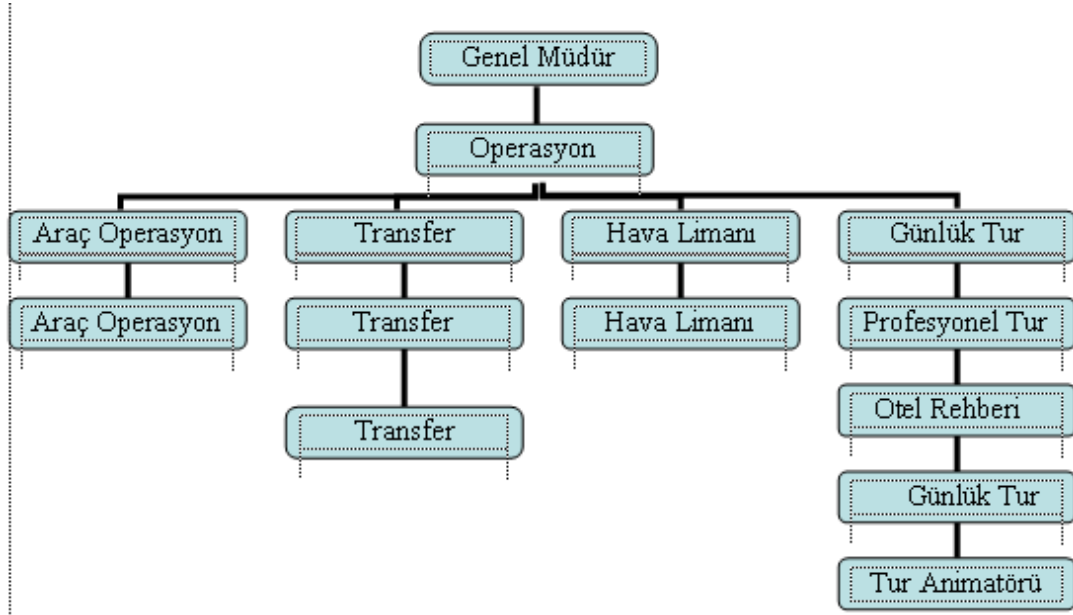 Genel Müdür
Operasyon
Araç Operasyon
Transfer
Hava Limanı
Günlük Tur
Araç Operasyon
Transfer
Hava Limanı
Profesyonel Tur
Otel Rehberi
Transfer
Günlük Tur
Tur Animatörü